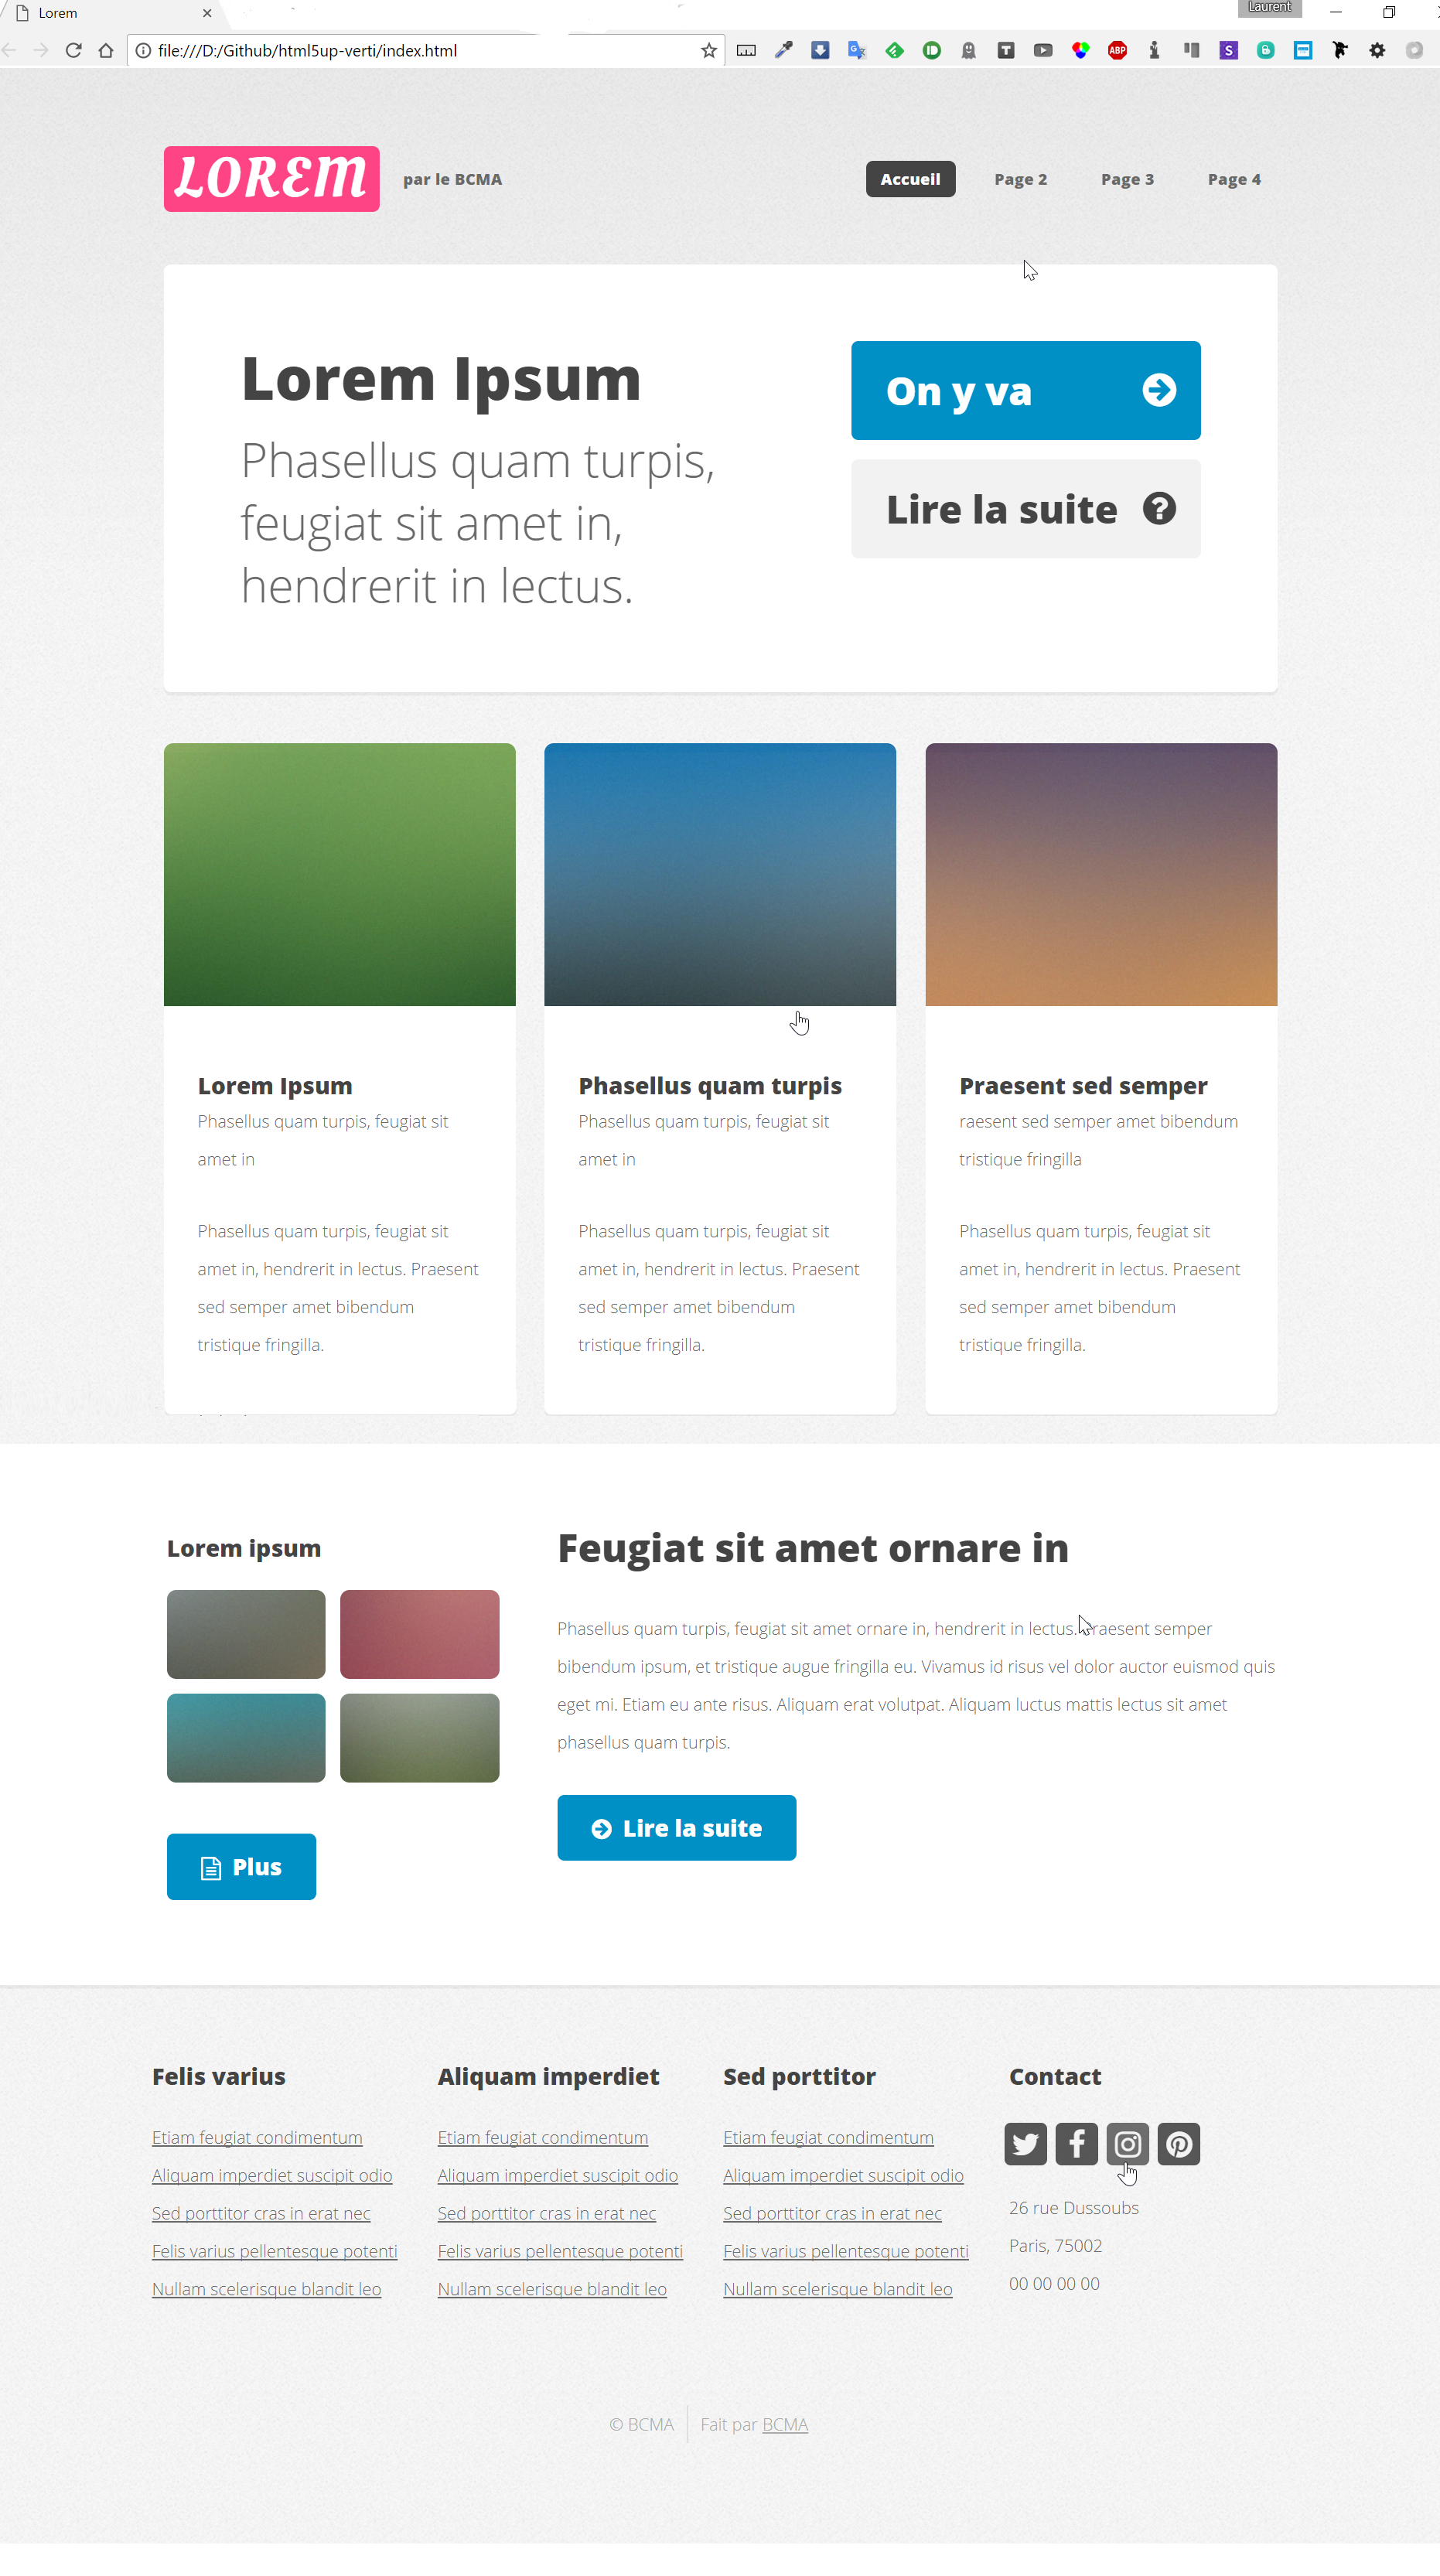 Lorem
Laurent
file:///D:/Github/html5up-verti/index.html
LOREM
par le BCMA
Accueil
Page 2
Page 3
Page 4
Lorem Ipsum
Phasellus quam turpis,
feugiat sit amet in,
hendrerit in lectus.
On y va
Lire la suite
Lorem Ipsum
Phasellus quam turpis, feugiat sit
amet in
Phasellus quam turpis, feugiat sit
amet in, hendrerit in lectus. Praesent
sed semper amet bibendum
tristique fringilla.
Phasellus quam turpis
Phasellus quam turpis, feugiat sit
amet in
Phasellus quam turpis, feugiat sit
amet in, hendrerit in lectus. Praesent
sed semper amet bibendum
tristique fringilla.
Praesent sed semper
raesent sed semper amet bibendum
tristique fringilla
Phasellus quam turpis, feugiat sit
amet in, hendrerit in lectus. Praesent
sed semper amet bibendum
tristique fringilla.
Lorem ipsum
Plus
Feugiat sit amet ornare in
Phasellus quam turpis, feugiat sit amet ornare in, hendrerit in lectus. Praesent semper
bibendum ipsum, et tristique augue fringilla eu. Vivamus id risus vel dolor auctor euismod quis
eget mi. Etiam eu ante risus. Aliquam erat volutpat. Aliquam luctus mattis lectus sit amet
phasellus quam turpis.
Lire la suite
Felis varius
Etiam feugiat condimentum
Aliquam imperdiet suscipit odio
Sed porttitor cras in erat nec
Felis varius pellentesque potenti
Nullam scelerisque blandit leo
Aliquam imperdiet
Etiam feugiat condimentum
Aliquam imperdiet suscipit odio
Sed porttitor cras in erat nec
Felis varius pellentesque potenti
Nullam scelerisque blandit leo
Sed porttitor
Etiam feugiat condimentum
Aliquam imperdiet suscipit odio
Sed porttitor cras in erat nec
Felis varius pellentesque potenti
Nullam scelerisque blandit leo
Contact
26 rue Dussoubs
Paris, 75002
00 00 00 00
© BCMA
Fait par BCMA